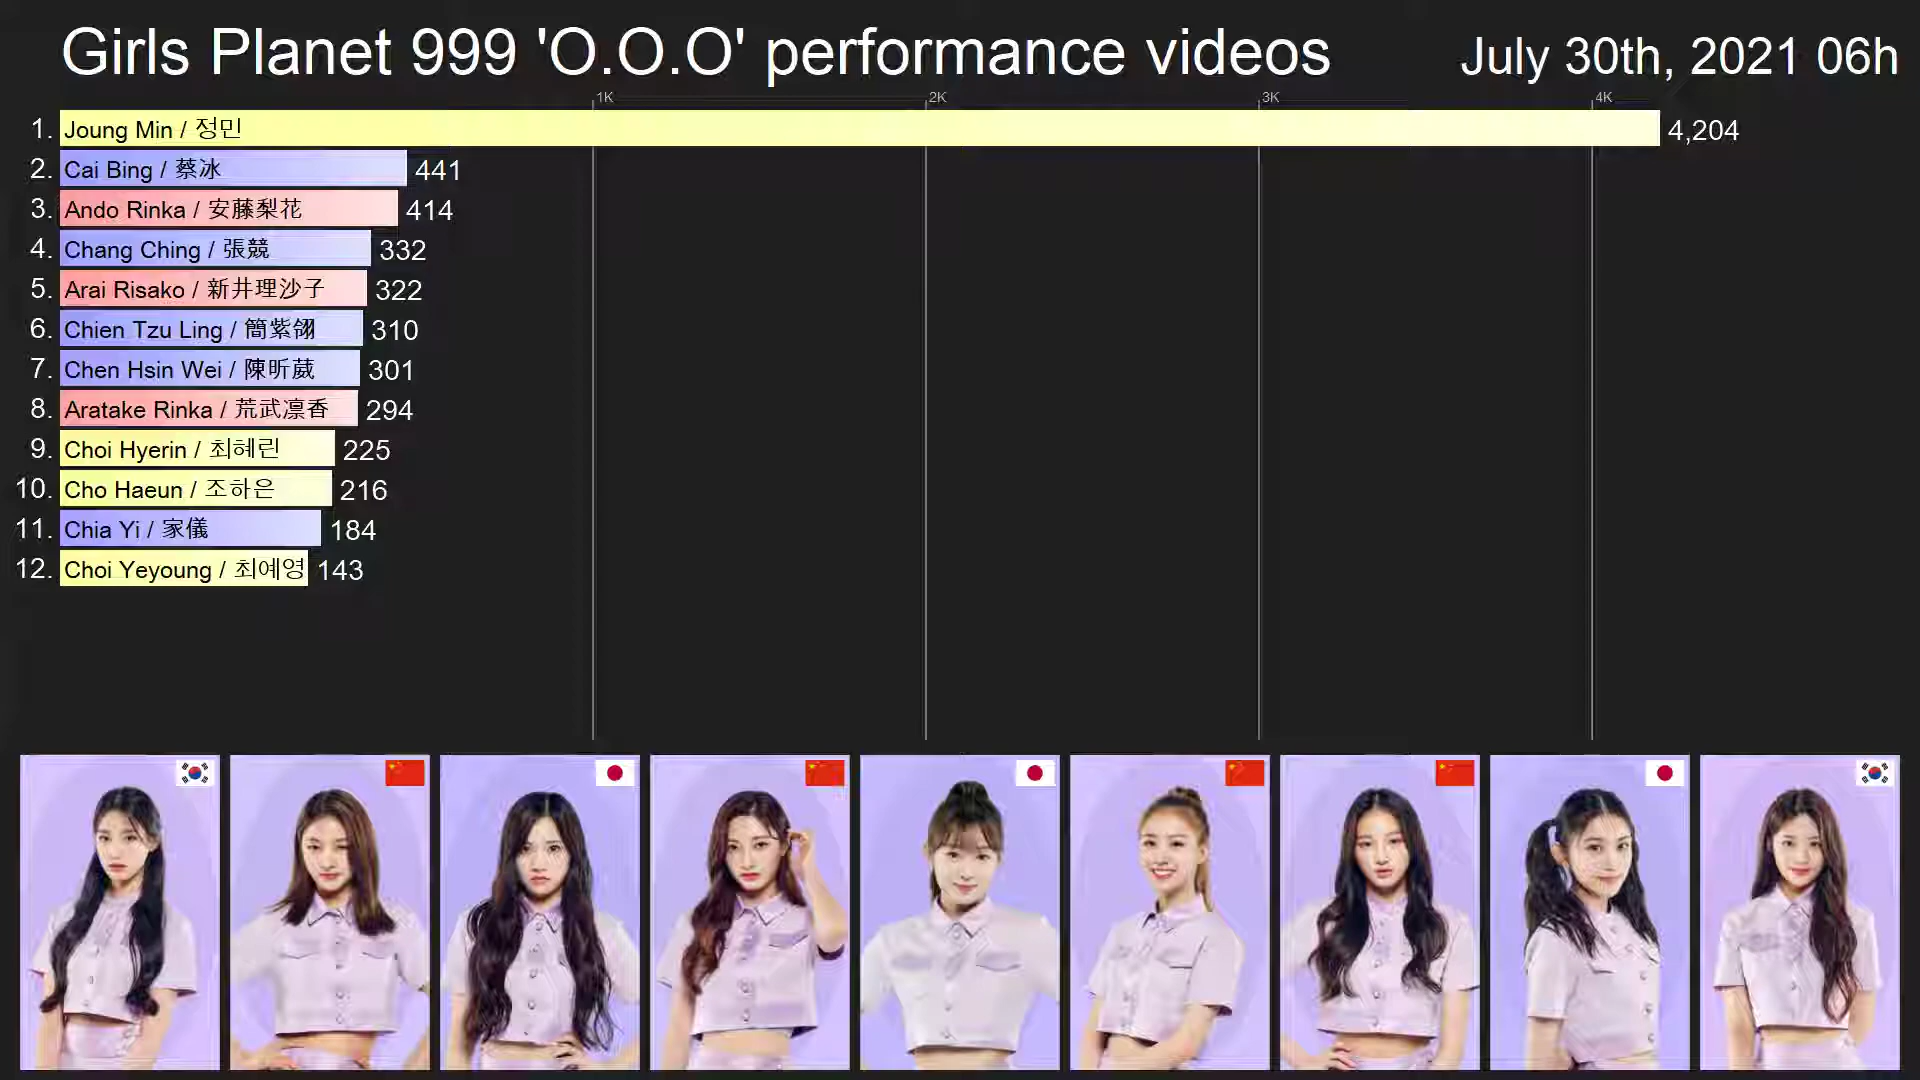 Girls Planet 999 'O.O.O' performance videos
July 30th, 2021 06h
1K 2K 3K 4K
1. Joung Min / 정민 4,204
2. Cai Bing / 蔡冰 441
3. Ando Rinka / 安藤梨花 414
4. Chang Ching / 張競 332
5. Arai Risako / 新井理沙子 322
6. Chien Tzu Ling / 簡紫翎 310
7. Chen Hsin Wei / 陳昕葳 301
8. Aratake Rinka / 荒武凛香 294
9. Choi Hyerin / 최혜린 225
10. Cho Haeun / 조하은 216
11. Chia Yi / 家儀 184
12. Choi Yeyoung / 최예영 143